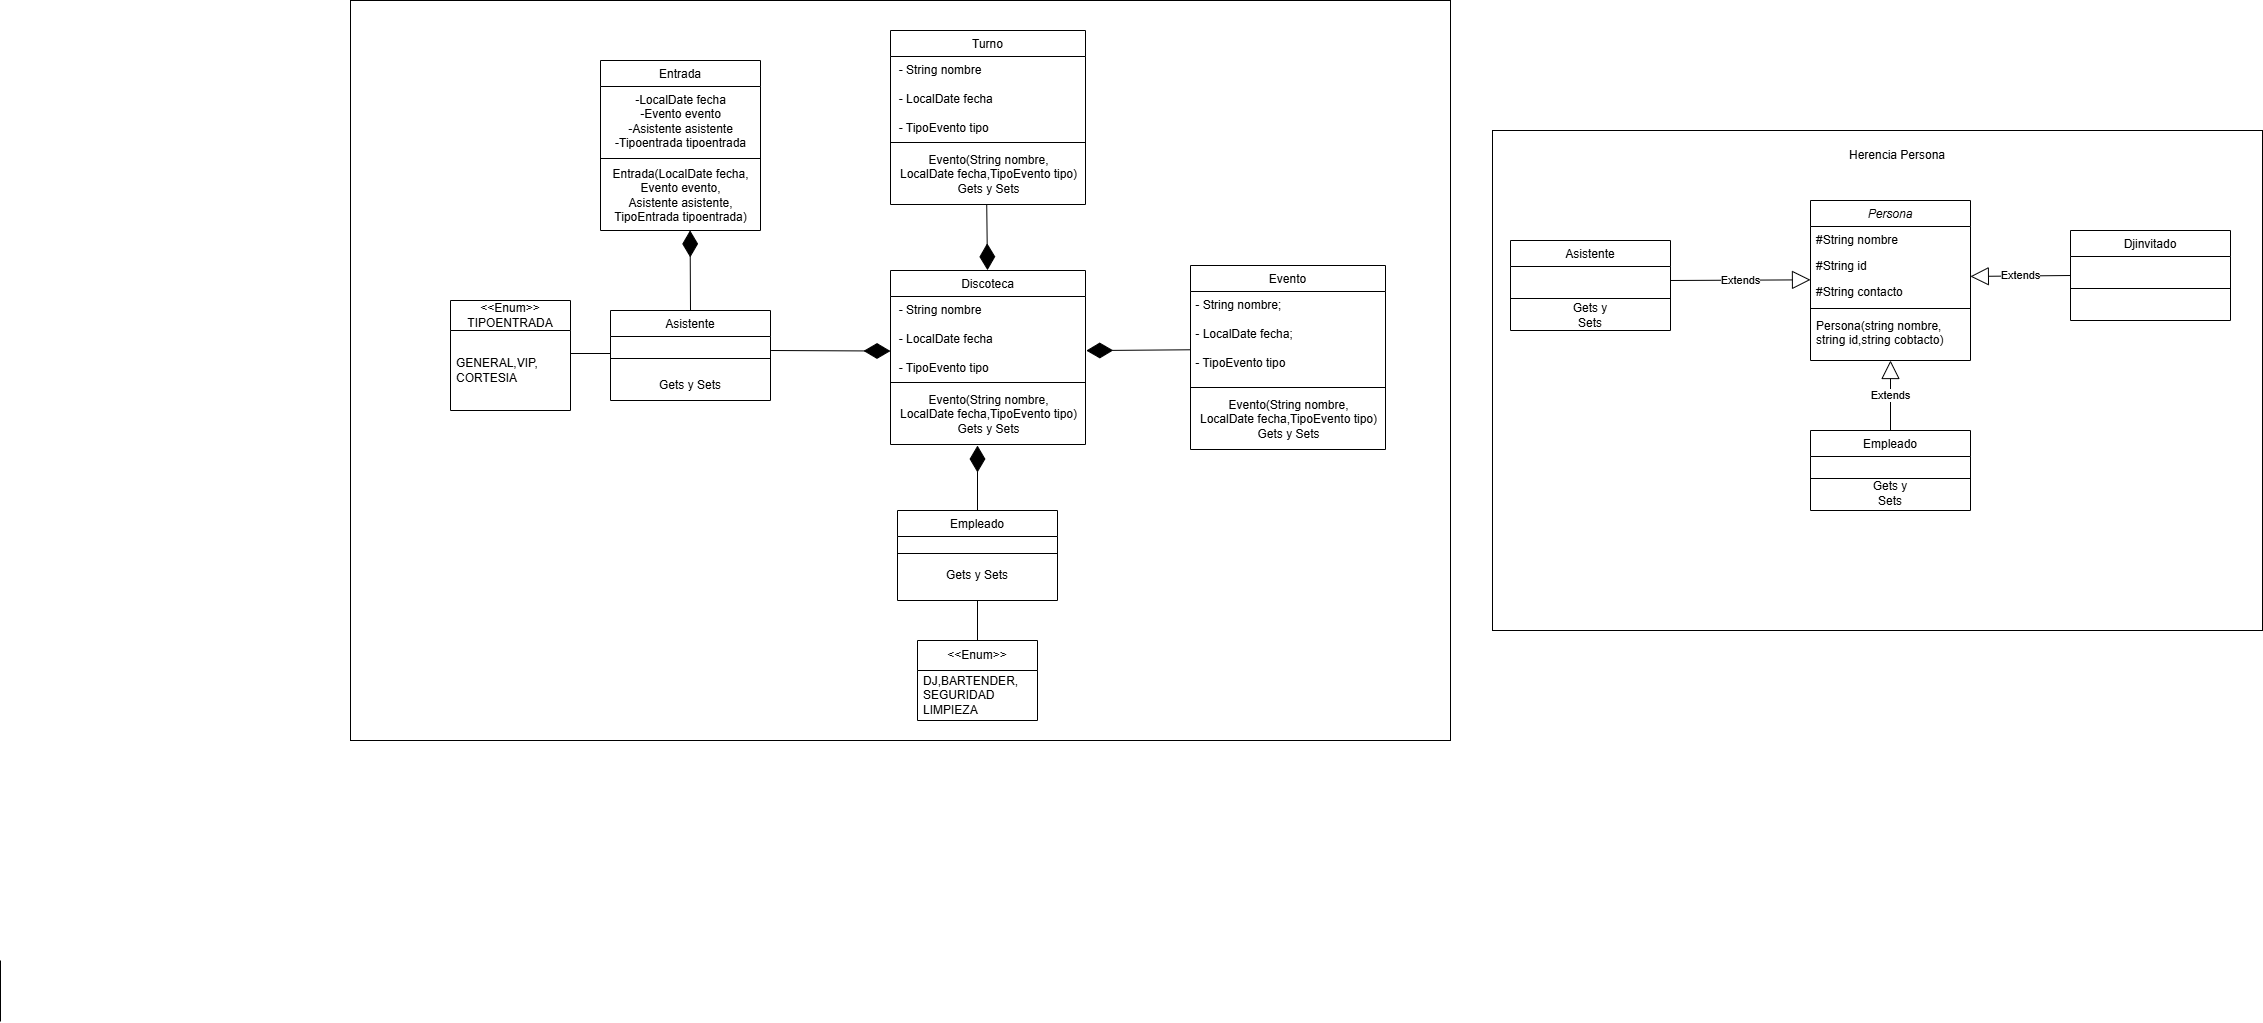 Turno
- String nombre
- LocalDate fecha
- TipoEvento tipo
Evento(String nombre,
LocalDate fecha,TipoEvento tipo)
Gets y Sets
Entrada
-LocalDate fecha
-Evento evento
-Asistente asistente
-Tipoentrada tipoentrada
Entrada(LocalDate fecha,
Evento evento,
Asistente asistente,
TipoEntrada tipoentrada)
<<Enum>>
TIPOENTRADA
GENERAL,VIP,
CORTESIA
Asistente
Gets y Sets
Discoteca
- String nombre
- LocalDate fecha
- TipoEvento tipo
Evento(String nombre,
LocalDate fecha,TipoEvento tipo)
Gets y Sets
Evento
- String nombre;
- LocalDate fecha;
- TipoEvento tipo
Evento(String nombre,
LocalDate fecha,TipoEvento tipo)
Gets y Sets
Empleado
Gets y Sets
<<Enum>>
DJ,BARTENDER,
SEGURIDAD
LIMPIEZA
Herencia Persona
Asistente
Gets y
Sets
Extends
Persona
#String nombre
#String id
#String contacto
Persona(string nombre,
string id,string cobtacto)
Extends
Djinvitado
Extends
Empleado
Gets y
Sets